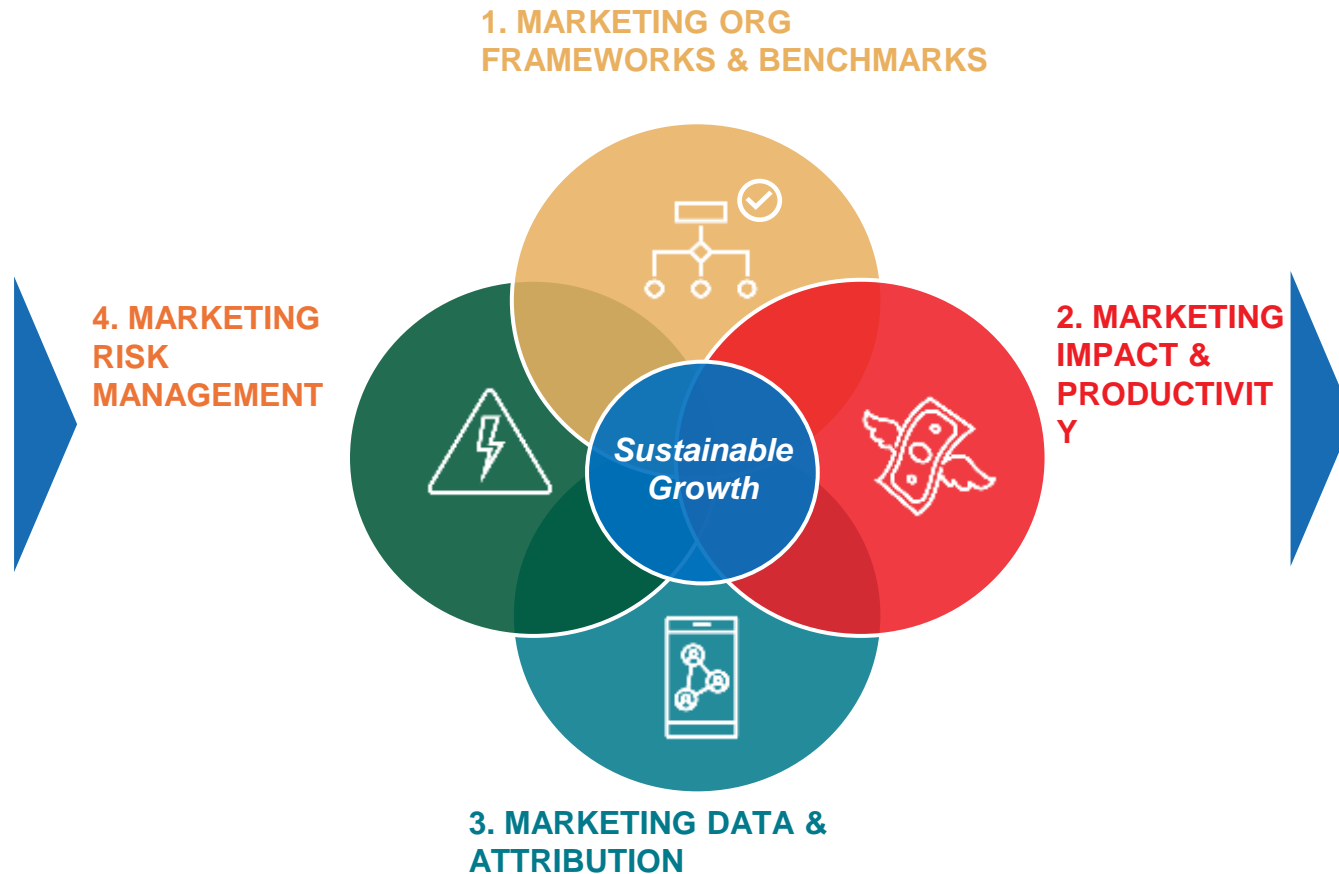 1. MARKETING ORG
FRAMEWORKS & BENCHMARKS
4. MARKETING
RISK
MANAGEMENT
2. MARKETING
IMPACT &
PRODUCTIVIT
Y
Sustainable
Growth
3. MARKETING DATA &
ATTRIBUTION